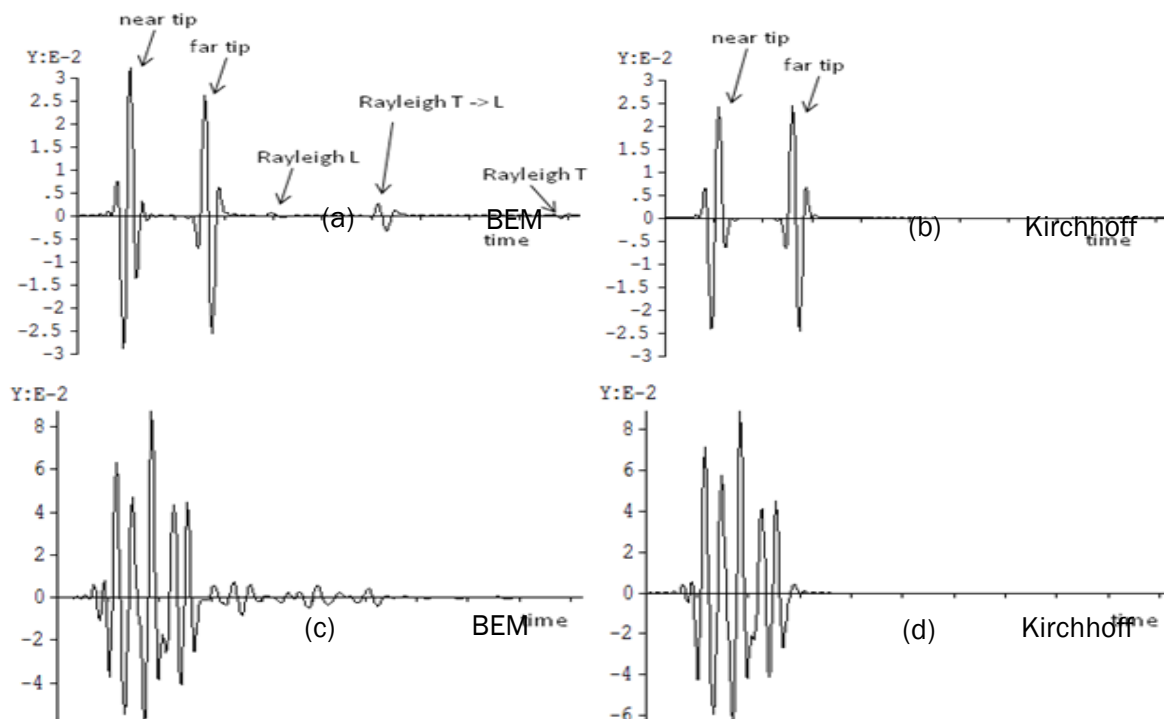 near tip
far tip
Y:E-2
3
2.5
2
1.5
1
.5
0
-.5
-1
-1.5
-2
-2.5
-3
Rayleigh L
Rayleigh T -> L
Rayleigh T
(a)
BEM
time
near tip
far tip
Y:E-2
3
2.5
2
1.5
1
.5
0
-.5
-1
-1.5
-2
-2.5
-3
(b)
Kirchhoff
time
Y:E-2
8
6
4
2
0
-2
-4
(c)
BEM
time
Y:E-2
8
6
4
2
0
-2
-4
-6
(d)
Kirchhoff
time